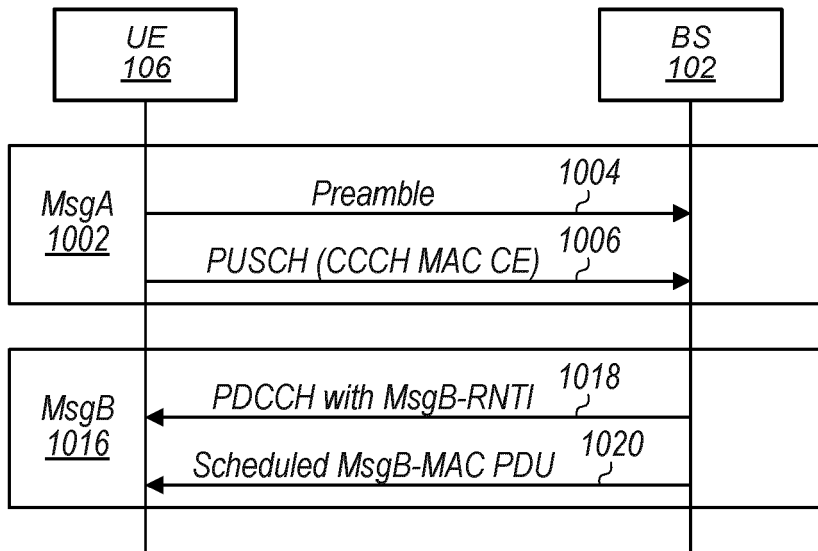 UE
106
BS
102
MsgA
1002
Preamble
1004
PUSCH (CCCH MAC CE)
1006
MsgB
1016
PDCCH with MsgB-RNTI
1018
Scheduled MsgB-MAC PDU
1020